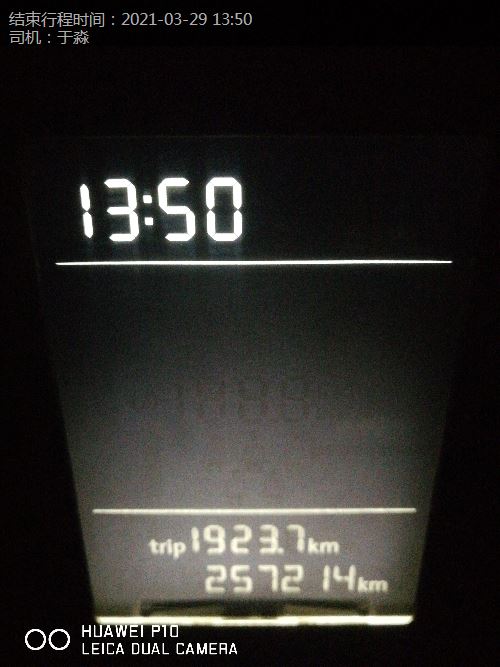 结束行程时间：2021-03-29 13:50
司机：于淼
13:50
trip 1923.7 km
257214 km
HUAWEI P10
LEICA DUAL CAMERA